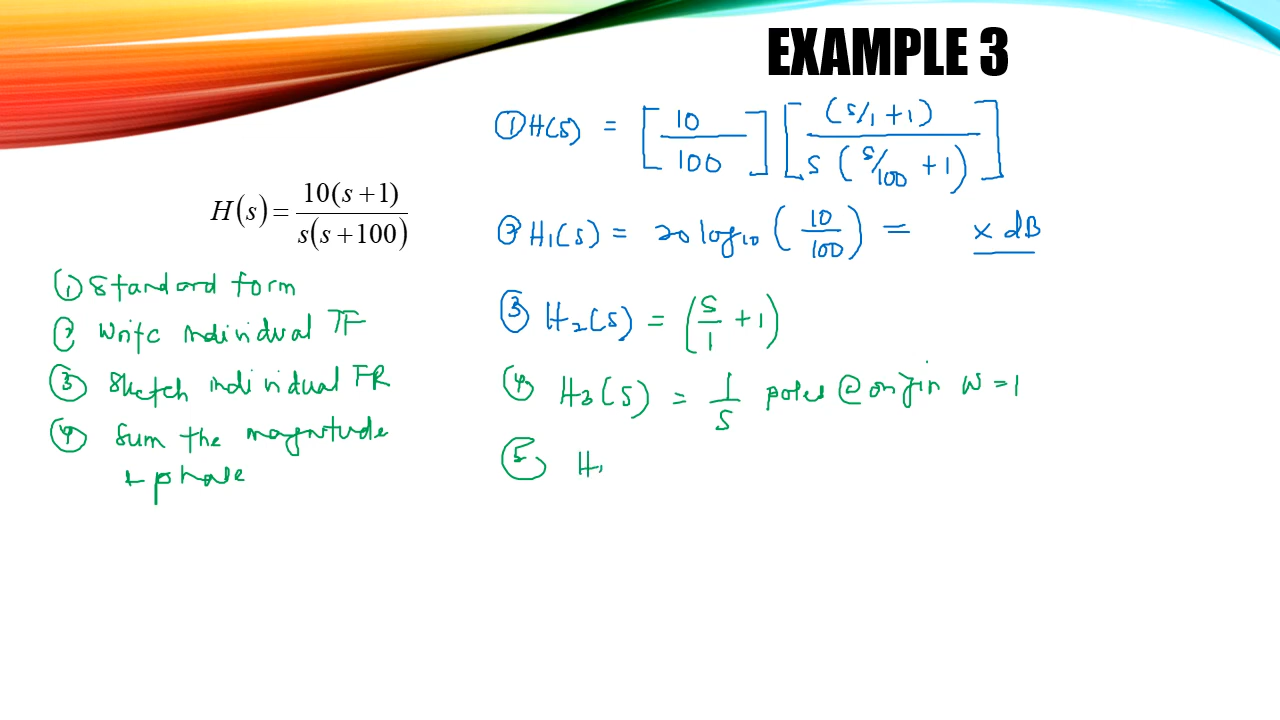 EXAMPLE 3
H(s) = 10(s+1) / s(s+100)
① Standard form
② Write individual TF
③ Sketch individual FR
④ Sum the magnitude
+ phase
① H(s) = [10/100] [(s/1 + 1) / s(s/100 + 1)]
② H₁(s) = 20 log₁₀ (10/100) = x dB
③ H₂(s) = (s/1 + 1)
④ H₃(s) = 1/s poles @ origin w = 1
⑤ H